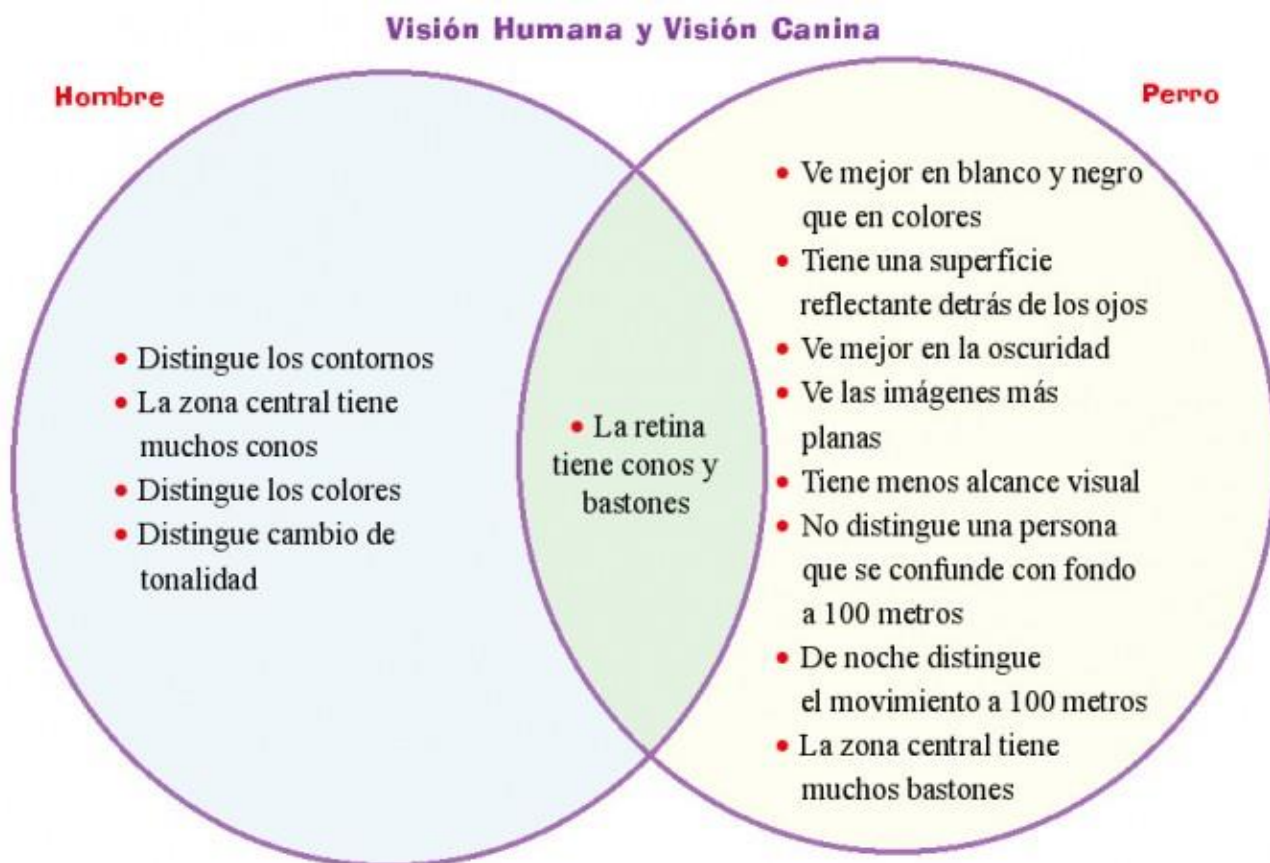 Visión Humana y Visión Canina
Hombre
Perro
• Distingue los contornos
• La zona central tiene
muchos conos
• Distingue los colores
• Distingue cambio de
tonalidad
• La retina
tiene conos y
bastones
• Ve mejor en blanco y negro
que en colores
• Tiene una superficie
reflectante detrás de los ojos
• Ve mejor en la oscuridad
• Ve las imágenes más
planas
• Tiene menos alcance visual
• No distingue una persona
que se confunde con fondo
a 100 metros
• De noche distingue
el movimiento a 100 metros
• La zona central tiene
muchos bastones